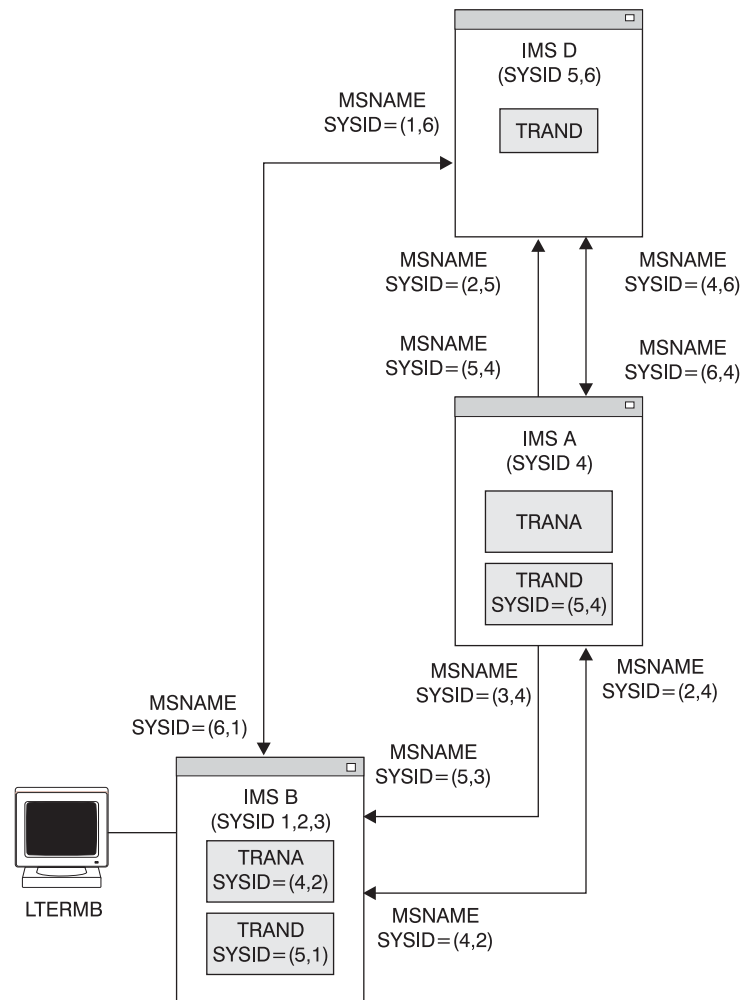 IMS D
(SYSID 5,6)
TRAND
MSNAME
SYSID=(1,6)
MSNAME
SYSID=(2,5)
MSNAME
SYSID=(4,6)
MSNAME
SYSID=(5,4)
MSNAME
SYSID=(6,4)
IMS A
(SYSID 4)
TRANA
TRAND
SYSID=(5,4)
MSNAME
SYSID=(3,4)
MSNAME
SYSID=(2,4)
MSNAME
SYSID=(6,1)
MSNAME
SYSID=(5,3)
IMS B
(SYSID 1,2,3)
TRANA
SYSID=(4,2)
TRAND
SYSID=(5,1)
LTERMB
MSNAME
SYSID=(4,2)